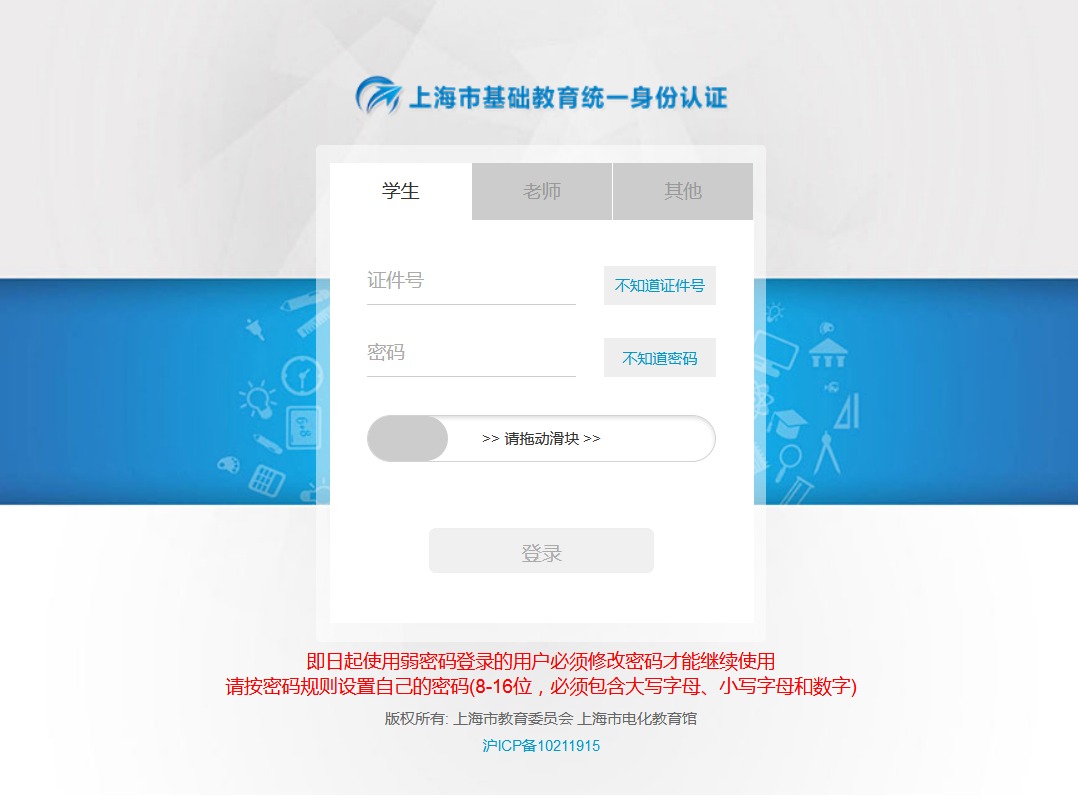 上海市基础教育统一身份认证
学生 老师 其他
证件号 不知道证件号
密码 不知道密码
>> 请拖动滑块 >>
登录
即日起使用弱密码登录的用户必须修改密码才能继续使用
请按密码规则设置自己的密码(8-16位，必须包含大写字母、小写字母和数字)
版权所有: 上海市教育委员会 上海市电化教育馆
沪ICP备10211915